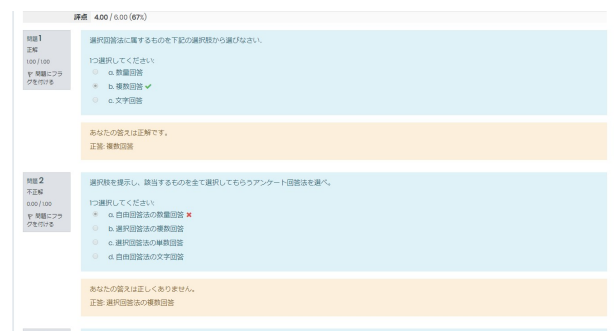 評点 4.00 / 6.00 (67%)
問題 1
正解
1.00 / 1.00
問題にフラグを付ける
選択回答法に属するものを下記の選択肢から選びなさい.
1つ選択してください:
a. 数量回答
b. 複数回答 ✔
c. 文字回答
あなたの答えは正解です。
正答: 複数回答
問題 2
不正解
0.00 / 1.00
問題にフラグを付ける
選択肢を提示し、該当するものを全て選択してもらうアンケート回答法を選べ。
1つ選択してください:
a. 自由回答法の数量回答 ✖
b. 選択回答法の複数回答
c. 選択回答法の単数回答
d. 自由回答法の文字回答
あなたの答えは正しくありません。
正答: 選択回答法の複数回答